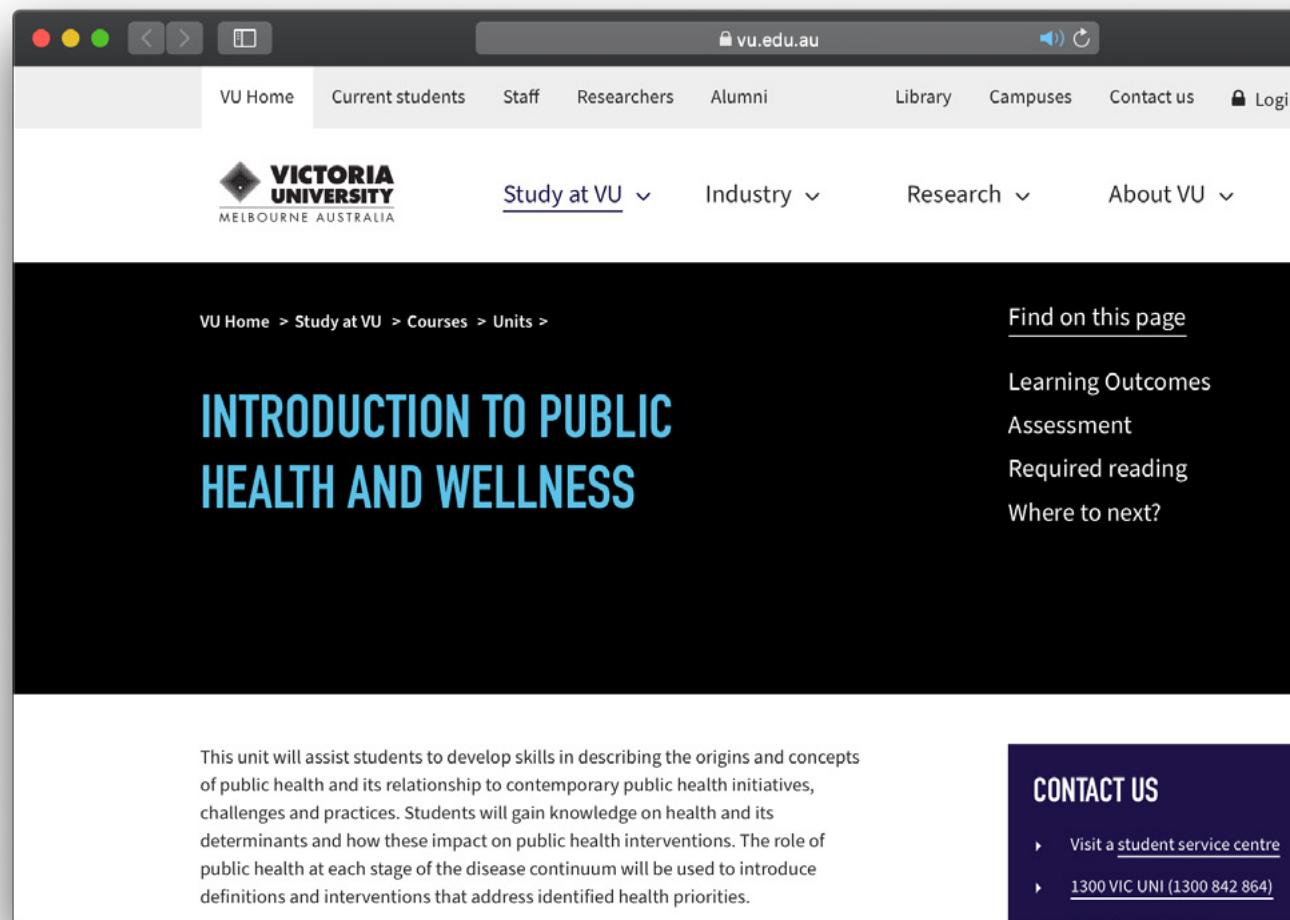 vu.edu.au
VU Home Current students Staff Researchers Alumni Library Campuses Contact us Logi
VICTORIA
UNIVERSITY
MELBOURNE AUSTRALIA
Study at VU Industry Research About VU
VU Home > Study at VU > Courses > Units >
INTRODUCTION TO PUBLIC
HEALTH AND WELLNESS
Find on this page
Learning Outcomes
Assessment
Required reading
Where to next?
This unit will assist students to develop skills in describing the origins and concepts
of public health and its relationship to contemporary public health initiatives,
challenges and practices. Students will gain knowledge on health and its
determinants and how these impact on public health interventions. The role of
public health at each stage of the disease continuum will be used to introduce
definitions and interventions that address identified health priorities.
CONTACT US
Visit a student service centre
1300 VIC UNI (1300 842 864)